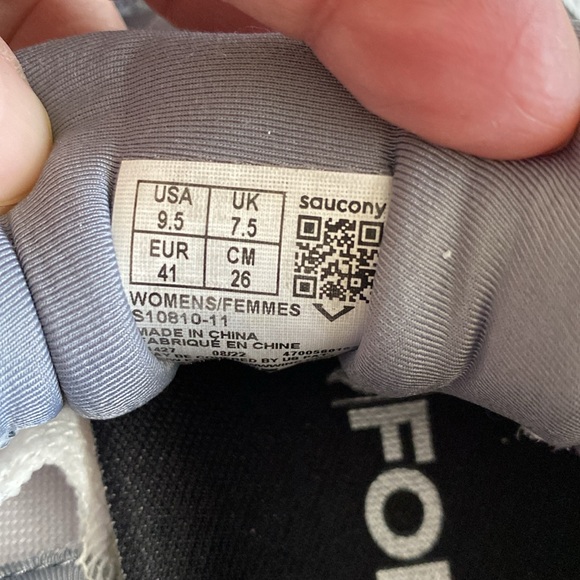 USA 9.5 UK 7.5
EUR 41 CM 26
saucony
WOMENS/FEMMES
S10810-11
MADE IN CHINA
FABRIQUÉ EN CHINE
08/22
FOR